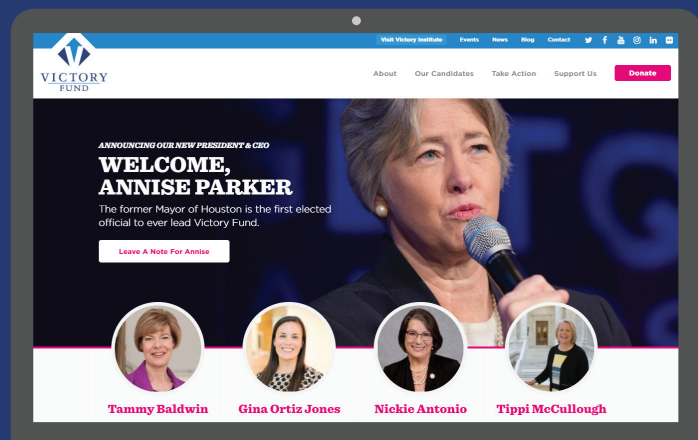 Visit Victory Institute Events News Blog Contact
VICTORY
FUND
About Our Candidates Take Action Support Us Donate
ANNOUNCING OUR NEW PRESIDENT & CEO
WELCOME,
ANNISE PARKER
The former Mayor of Houston is the first elected
official to ever lead Victory Fund.
Leave A Note For Annise
Tammy Baldwin Gina Ortiz Jones Nickie Antonio Tippi McCullough